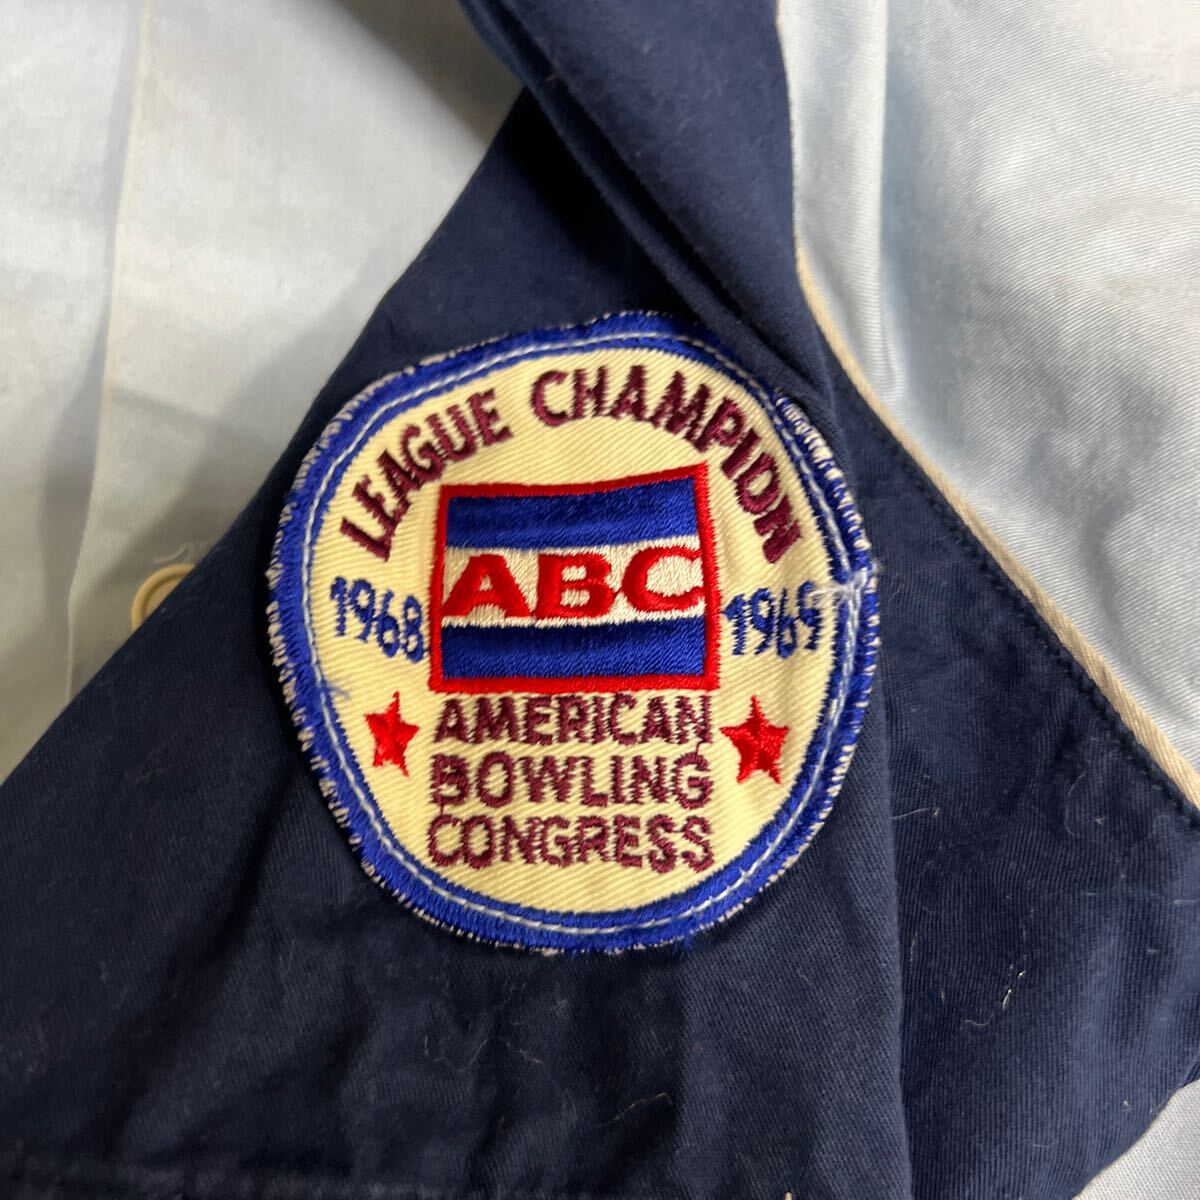 LEAGUE CHAMPION
1968 ABC 1969
AMERICAN
BOWLING
CONGRESS